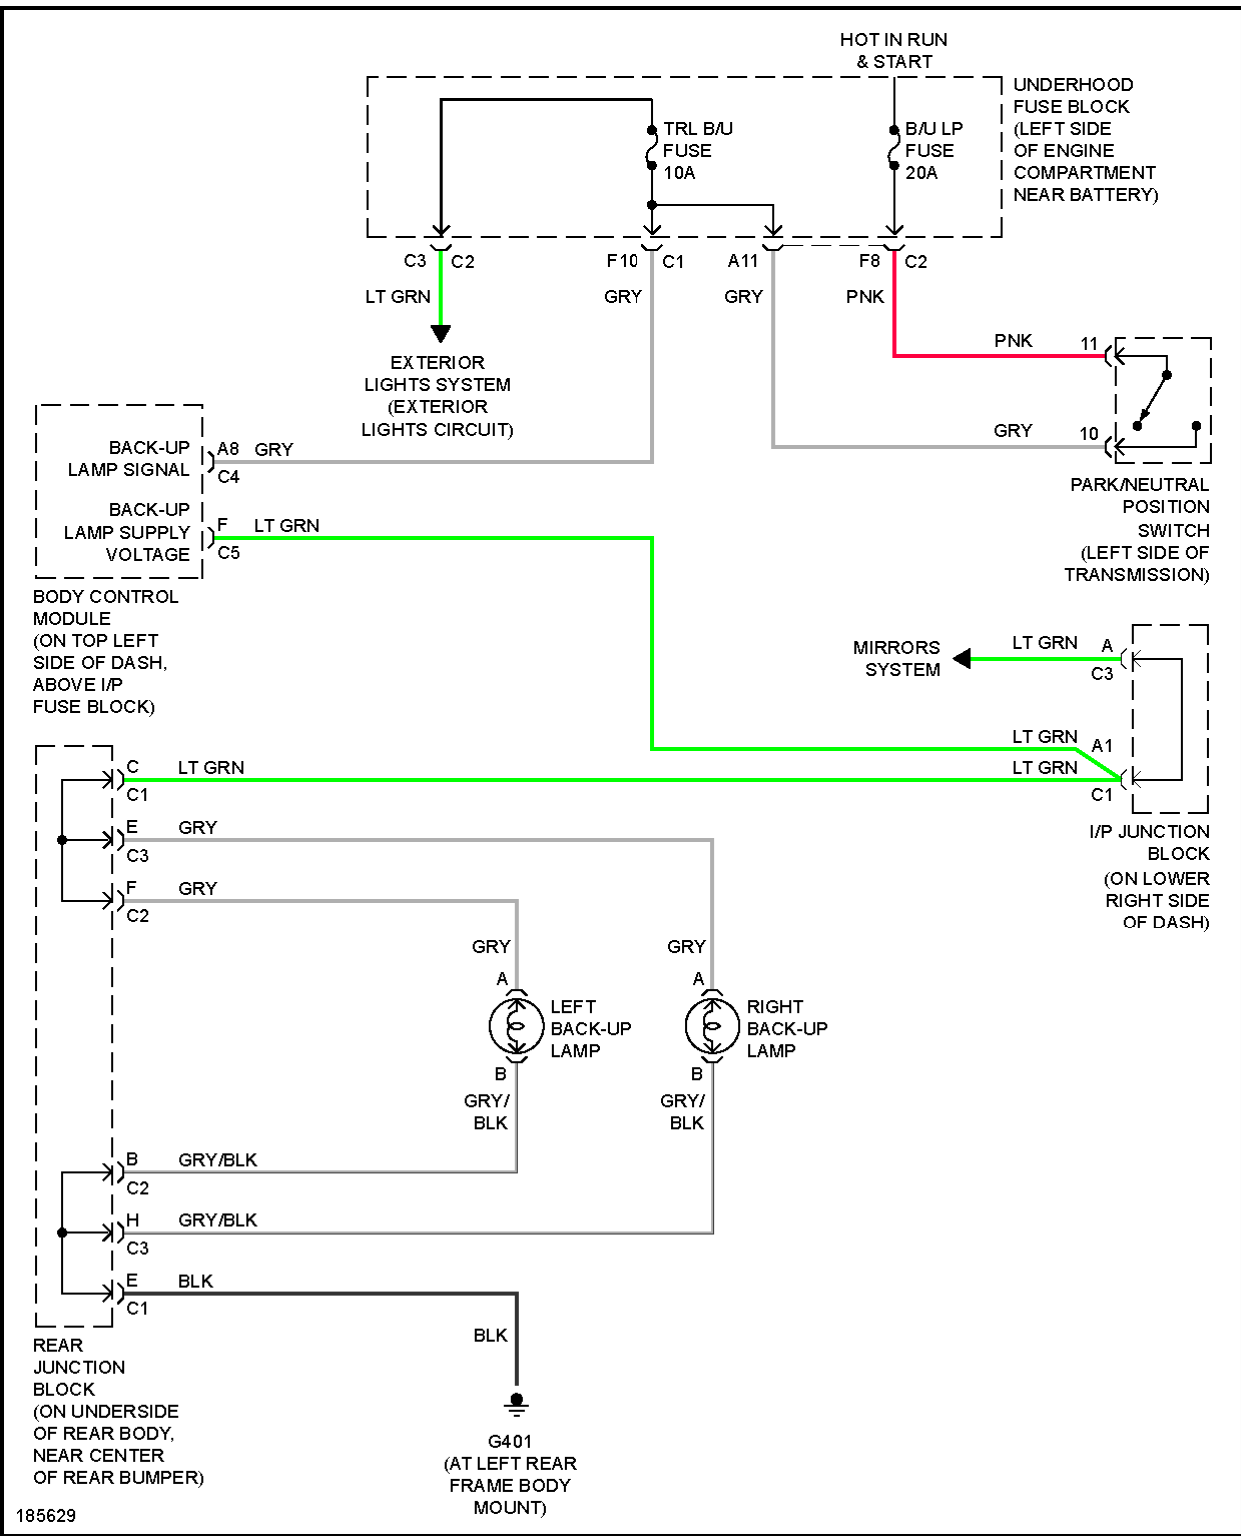 HOT IN RUN
& START
UNDERHOOD
FUSE BLOCK
(LEFT SIDE
OF ENGINE
COMPARTMENT
NEAR BATTERY)
TRL B/U
FUSE
10A
B/U LP
FUSE
20A
C3 C2
F10 C1
A11
F8 C2
LT GRN
GRY
GRY
PNK
EXTERIOR
LIGHTS SYSTEM
(EXTERIOR
LIGHTS CIRCUIT)
PNK
11
GRY
10
PARK/NEUTRAL
POSITION
SWITCH
(LEFT SIDE OF
TRANSMISSION)
BACK-UP
LAMP SIGNAL
A8 GRY
C4
BACK-UP
LAMP SUPPLY
VOLTAGE
F LT GRN
C5
BODY CONTROL
MODULE
(ON TOP LEFT
SIDE OF DASH,
ABOVE I/P
FUSE BLOCK)
MIRRORS
SYSTEM
LT GRN A
C3
LT GRN A1
LT GRN
C1
I/P JUNCTION
BLOCK
(ON LOWER
RIGHT SIDE
OF DASH)
C LT GRN
C1
E GRY
C3
F GRY
C2
GRY
A
LEFT
BACK-UP
LAMP
B
GRY/
BLK
GRY
A
RIGHT
BACK-UP
LAMP
B
GRY/
BLK
B GRY/BLK
C2
H GRY/BLK
C3
E BLK
C1
BLK
REAR
JUNCTION
BLOCK
(ON UNDERSIDE
OF REAR BODY,
NEAR CENTER
OF REAR BUMPER)
G401
(AT LEFT REAR
FRAME BODY
MOUNT)
185629